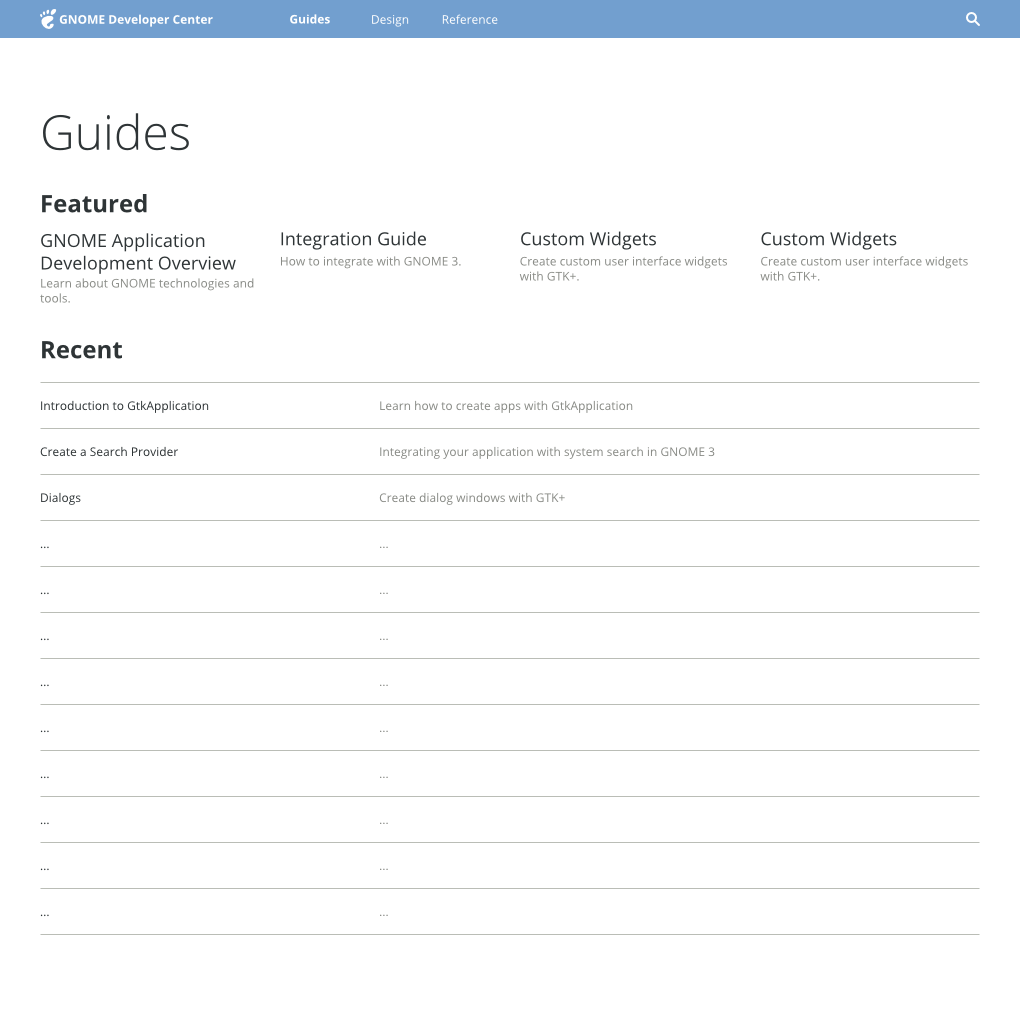 GNOME Developer Center Guides Design Reference
Guides
Featured
GNOME Application
Development Overview
Learn about GNOME technologies and
tools.
Integration Guide
How to integrate with GNOME 3.
Custom Widgets
Create custom user interface widgets
with GTK+.
Custom Widgets
Create custom user interface widgets
with GTK+.
Recent
Introduction to GtkApplication Learn how to create apps with GtkApplication
Create a Search Provider Integrating your application with system search in GNOME 3
Dialogs Create dialog windows with GTK+
... ...
... ...
... ...
... ...
... ...
... ...
... ...
... ...
... ...